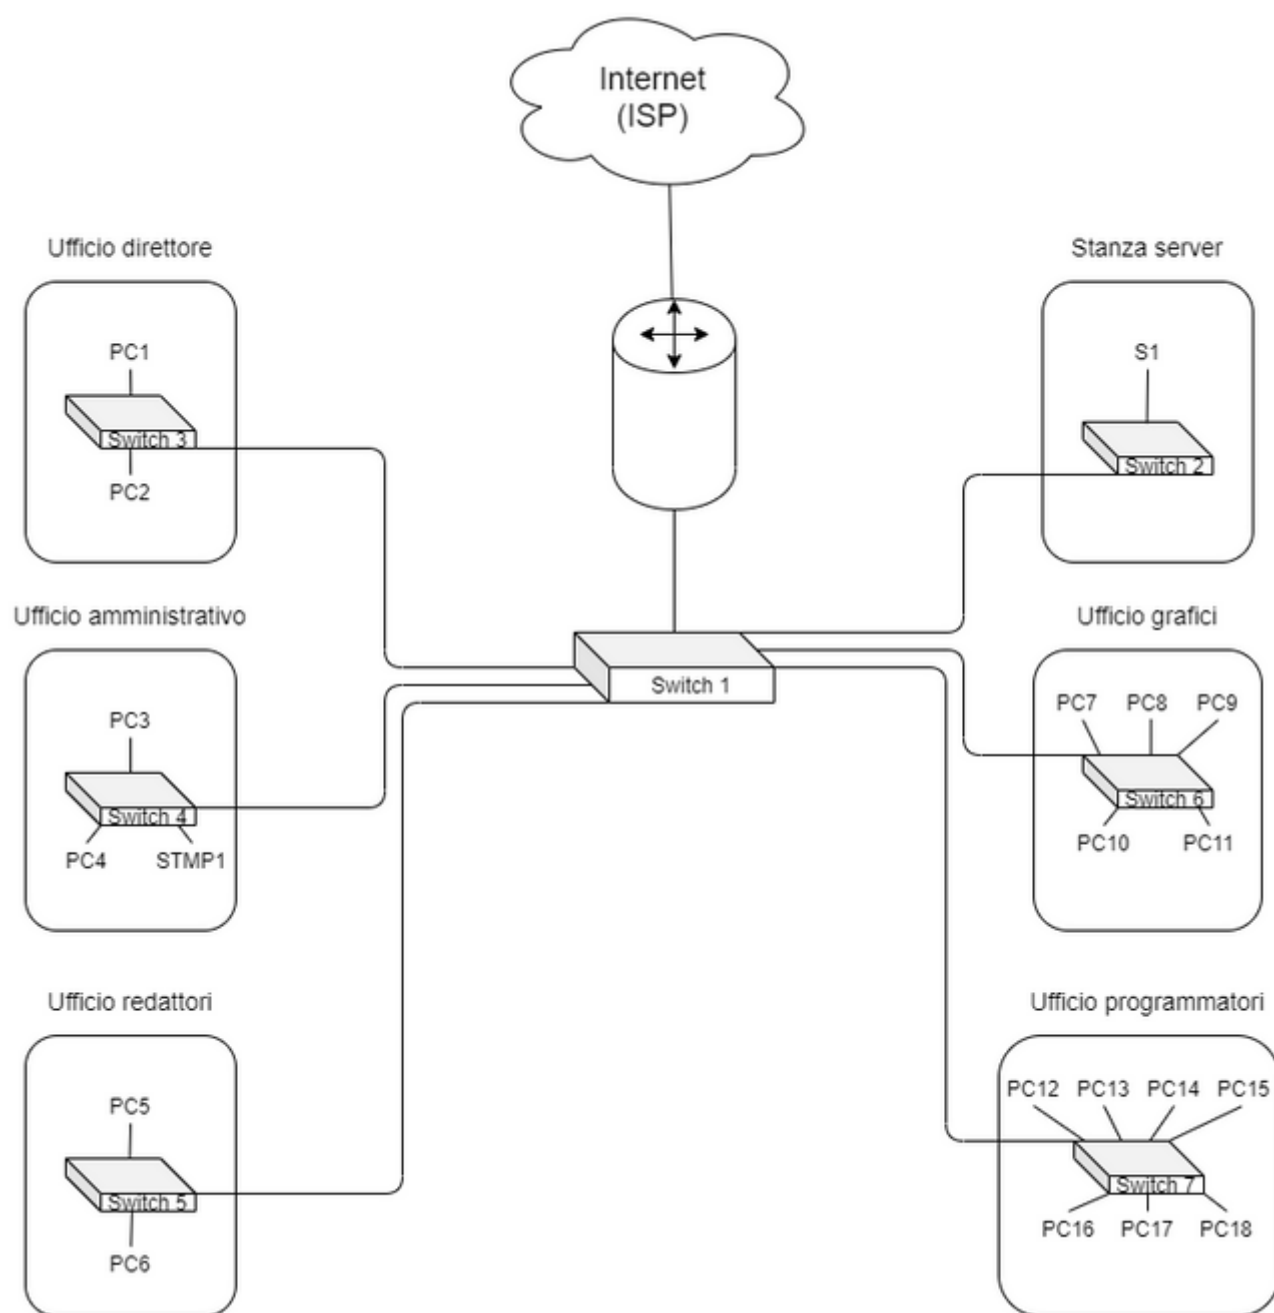 Internet
(ISP)
Ufficio direttore
PC1
Switch 3
PC2
Stanza server
S1
Switch 2
Ufficio amministrativo
PC3
Switch 4
PC4 STMP1
Switch 1
Ufficio grafici
PC7 PC8 PC9
Switch 6
PC10 PC11
Ufficio redattori
PC5
Switch 5
PC6
Ufficio programmatori
PC12 PC13 PC14 PC15
Switch 7
PC16 PC17 PC18